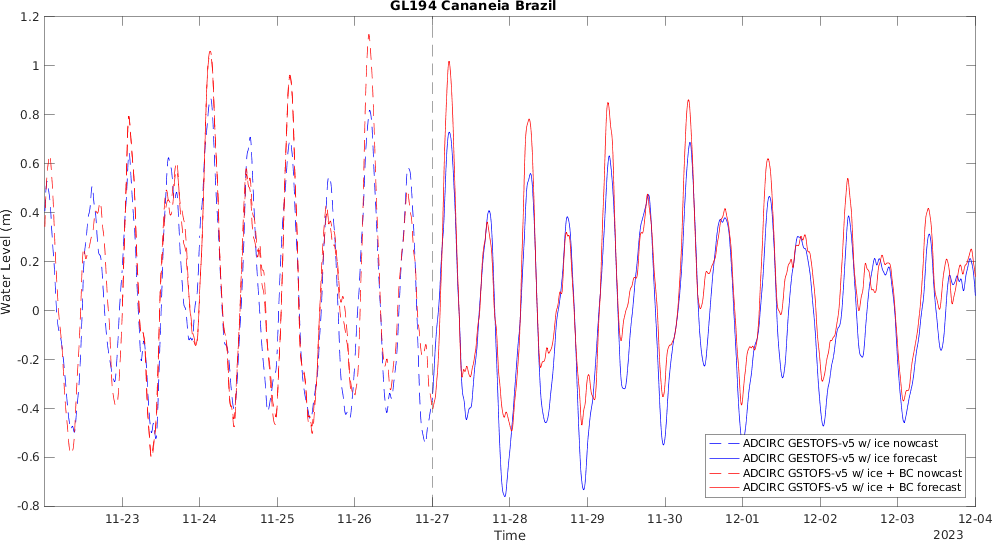 GL194 Cananeia Brazil
1.2
1
0.8
0.6
0.4
0.2
0
-0.2
-0.4
-0.6
-0.8
Water Level (m)
ADCIRC GESTOFS-v5 w/ ice nowcast
ADCIRC GESTOFS-v5 w/ ice forecast
ADCIRC GSTOFS-v5 w/ ice + BC nowcast
ADCIRC GSTOFS-v5 w/ ice + BC forecast
11-23 11-24 11-25 11-26 11-27 11-28 11-29 11-30 12-01 12-02 12-03 12-04
Time
2023